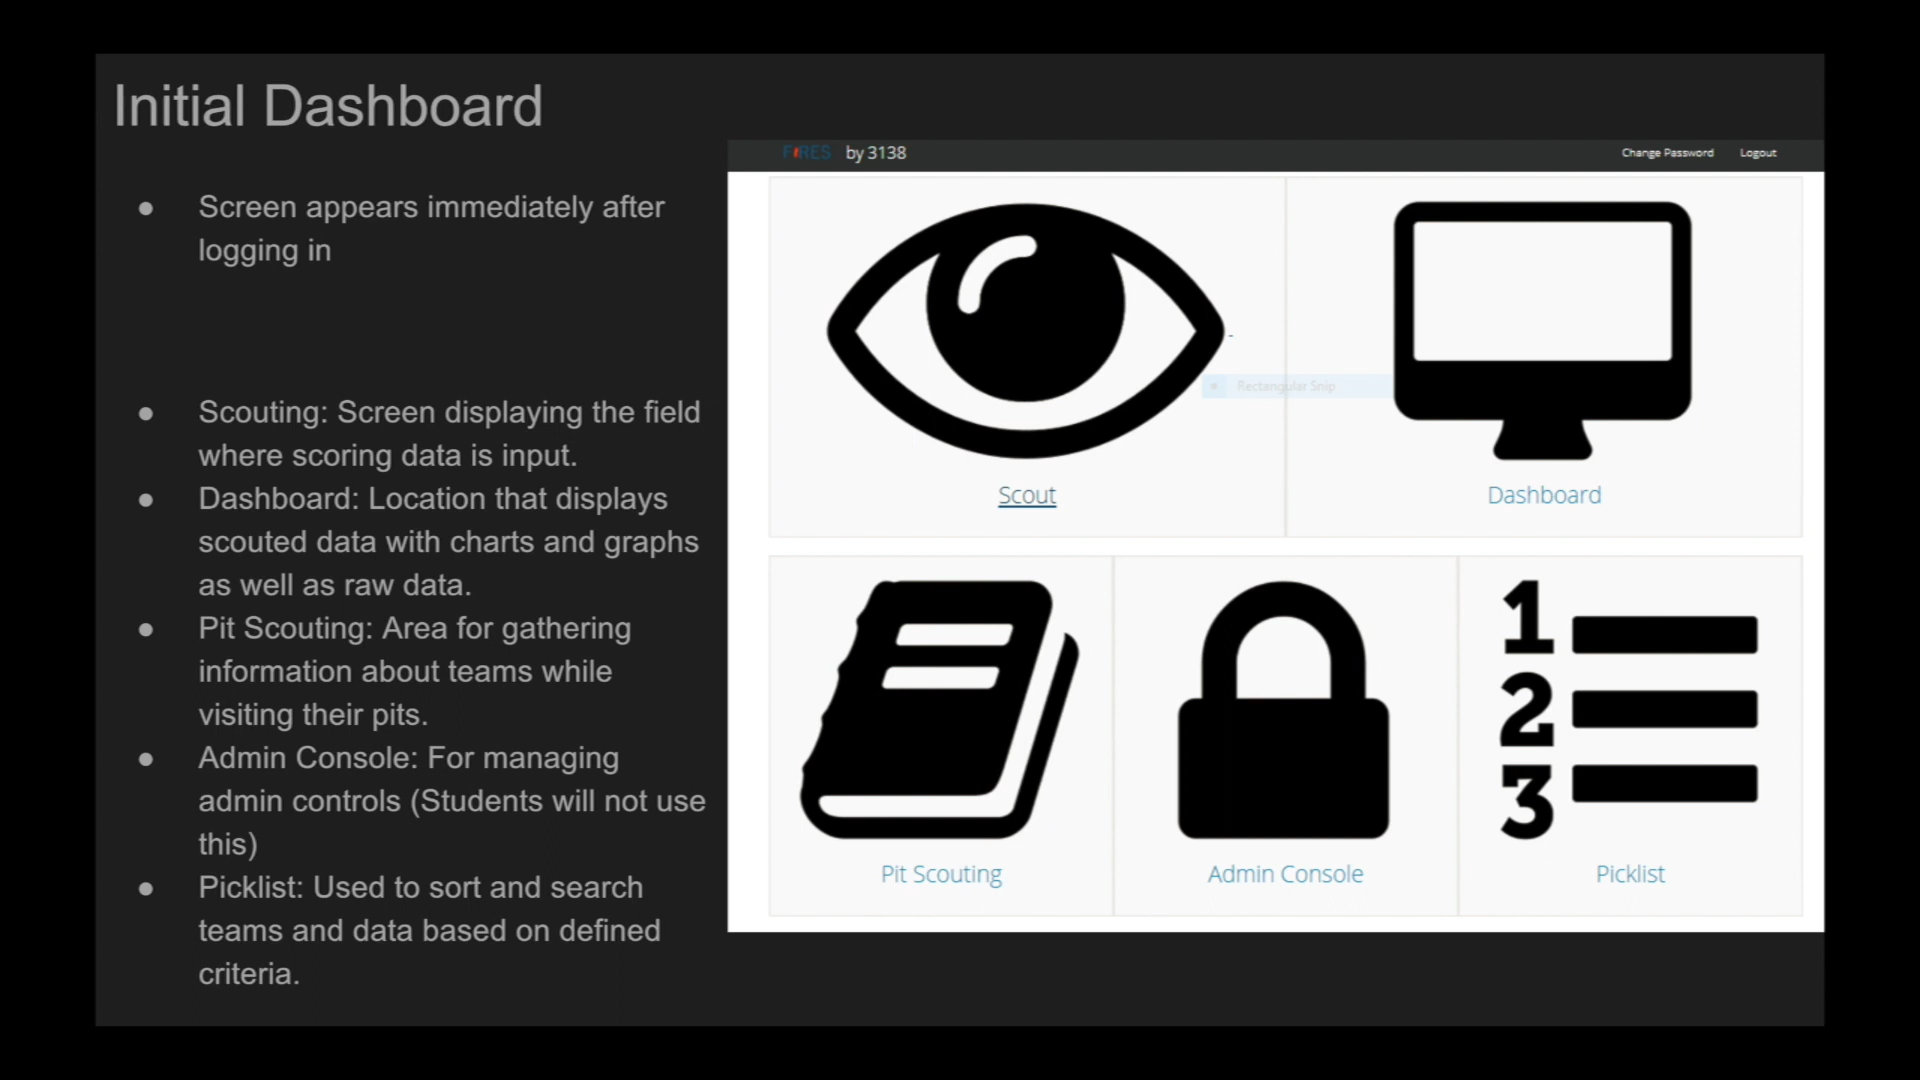 Initial Dashboard
● Screen appears immediately after
logging in
● Scouting: Screen displaying the field
where scoring data is input.
● Dashboard: Location that displays
scouted data with charts and graphs
as well as raw data.
● Pit Scouting: Area for gathering
information about teams while
visiting their pits.
● Admin Console: For managing
admin controls (Students will not use
this)
● Picklist: Used to sort and search
teams and data based on defined
criteria.
FIRES by 3138
Change Password Logout
Rectangular Snip
Scout
Dashboard
1
2
3
Pit Scouting
Admin Console
Picklist